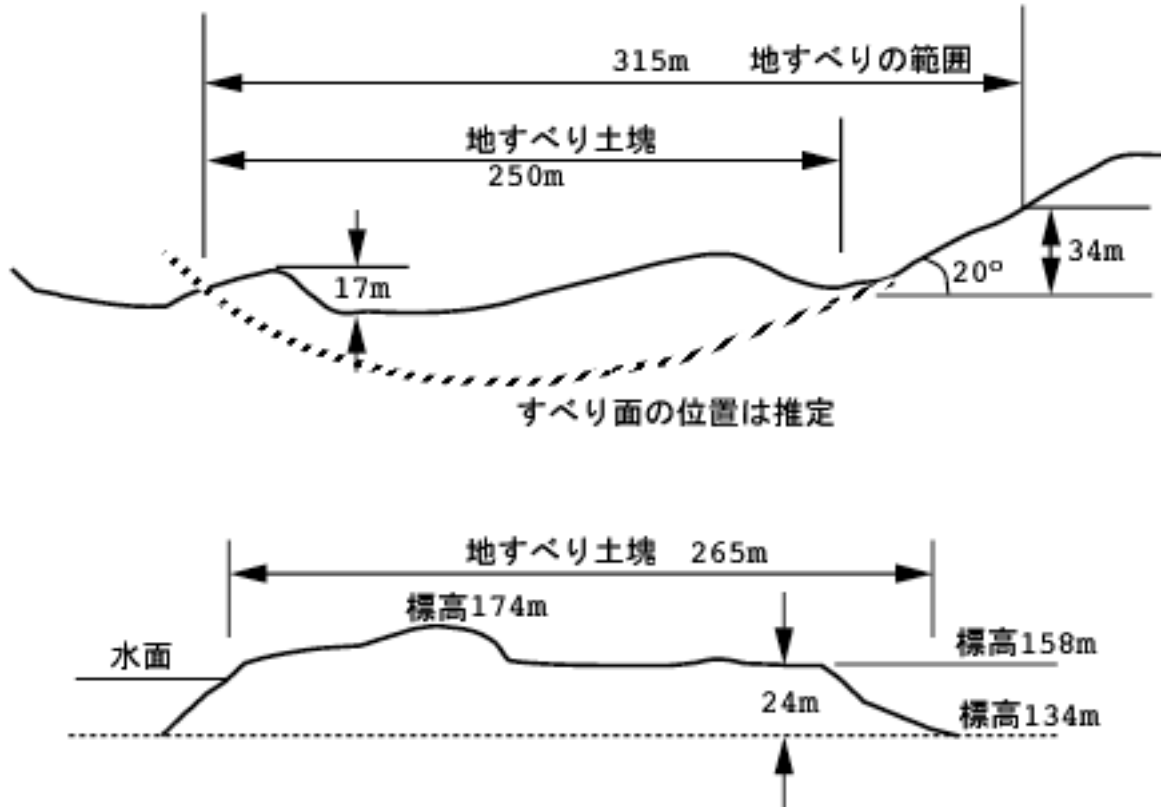 315m 地すべりの範囲
地すべり土塊
250m
17m
20°
34m
すべり面の位置は推定
地すべり土塊 265m
標高174m
水面
標高158m
24m
標高134m